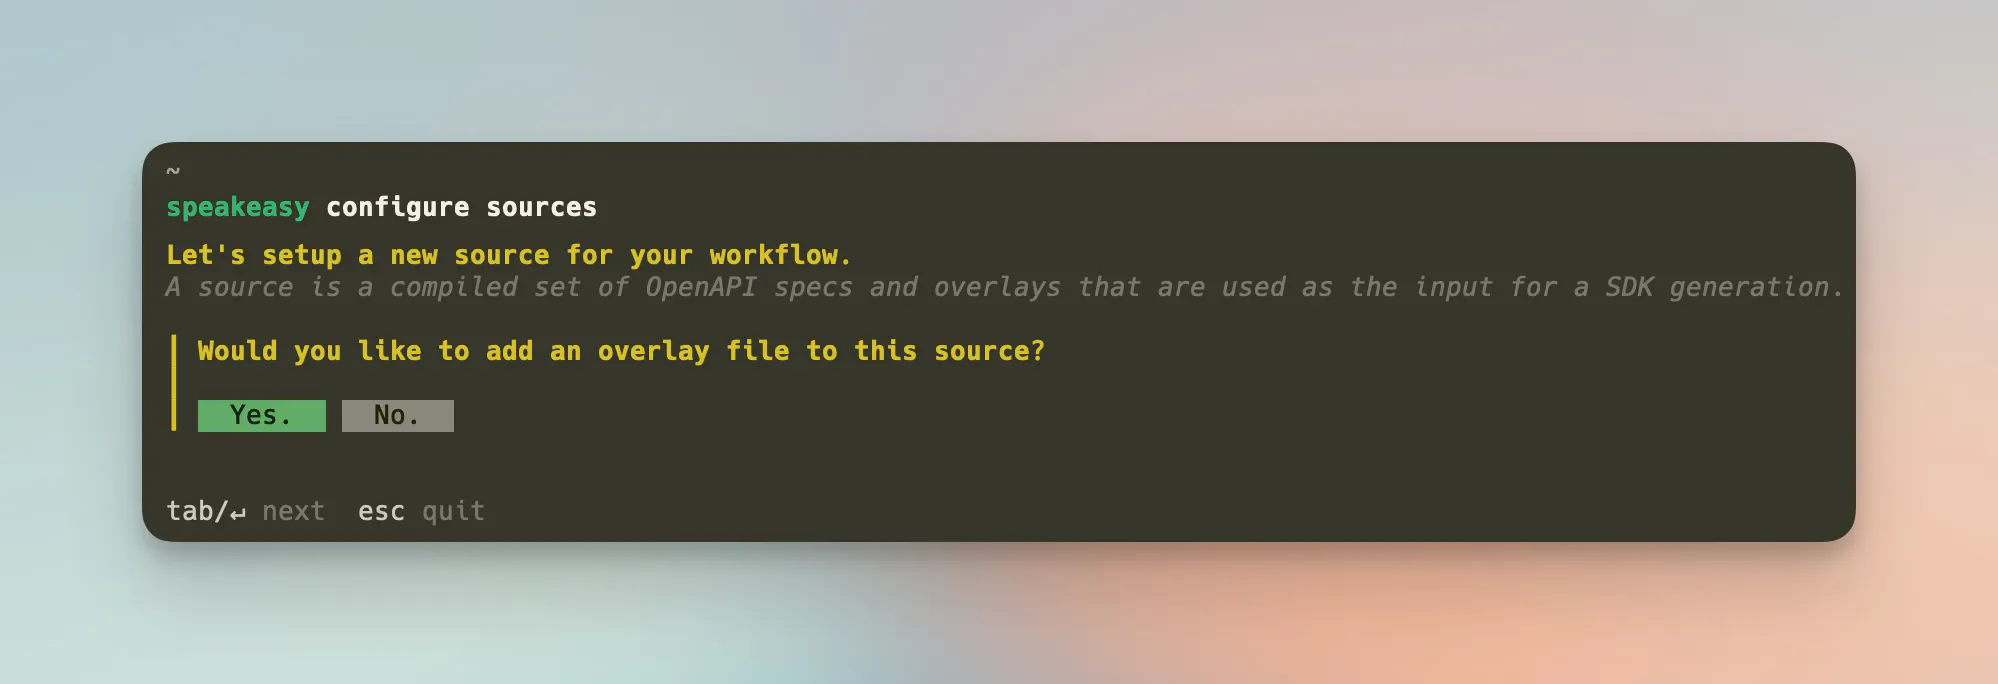 ~
speakeasy configure sources
Let's setup a new source for your workflow.
A source is a compiled set of OpenAPI specs and overlays that are used as the input for a SDK generation.
Would you like to add an overlay file to this source?
Yes. No.
tab/↵ next esc quit